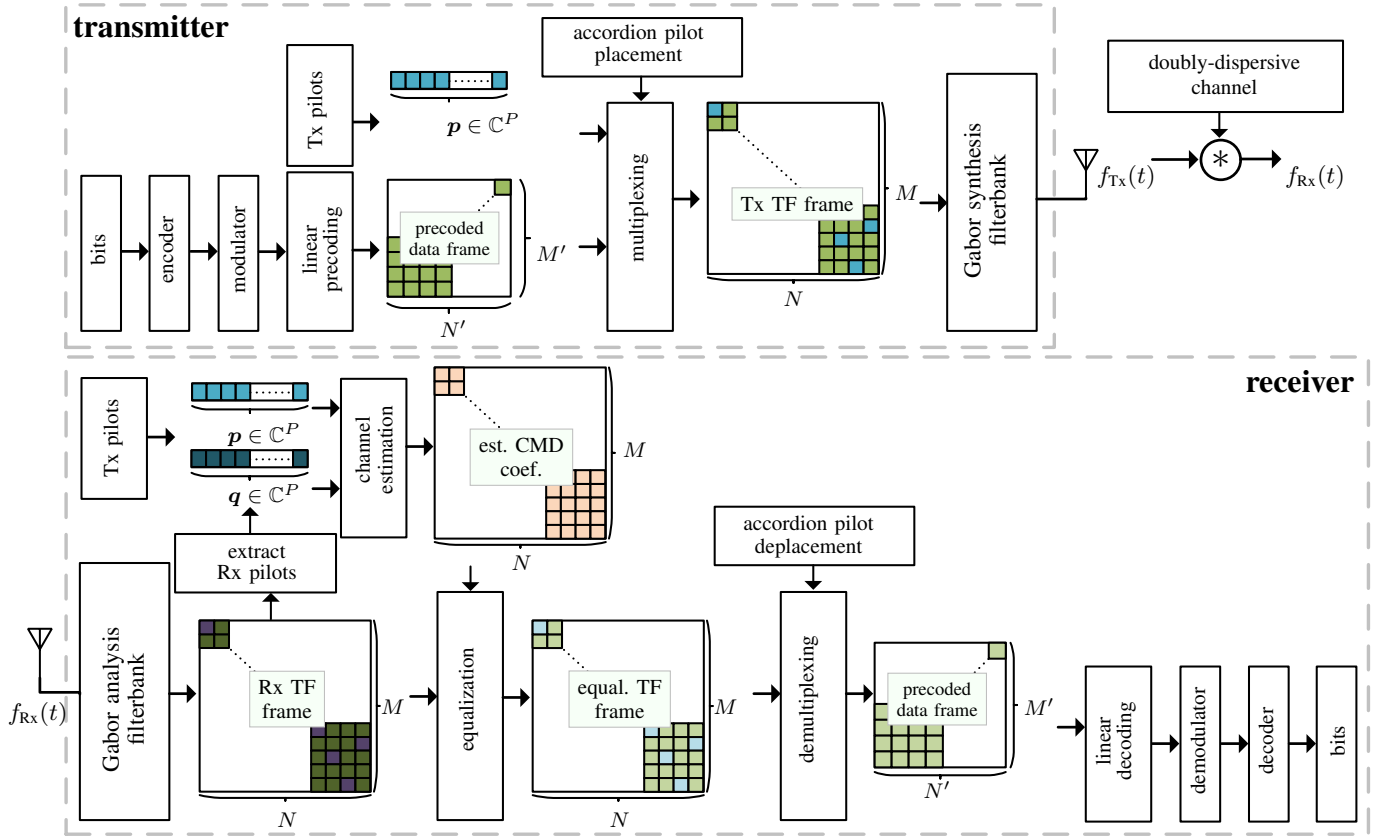 transmitter
Tx pilots
p ∈ ℂ^P
accordion pilot
placement
doubly-dispersive
channel
bits
encoder
modulator
linear
precoding
precoded
data frame
M′
N′
multiplexing
Tx TF frame
M
N
Gabor synthesis
filterbank
f_Tx(t)
*
f_Rx(t)
receiver
Tx pilots
p ∈ ℂ^P
q ∈ ℂ^P
channel
estimation
est. CMD
coef.
M
N
extract
Rx pilots
accordion pilot
deplacement
f_Rx(t)
Gabor analysis
filterbank
Rx TF
frame
M
N
equalization
equal. TF
frame
M
N
demultiplexing
precoded
data frame
M′
N′
linear
decoding
demodulator
decoder
bits